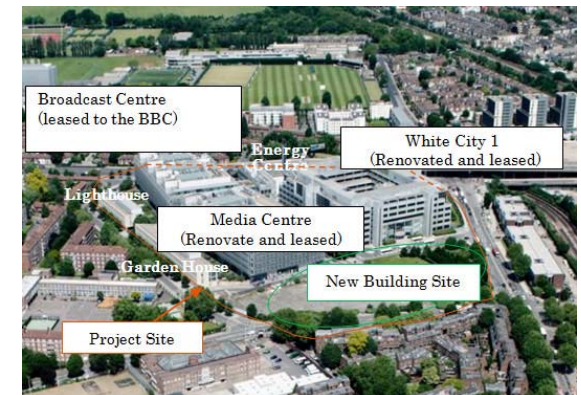 Broadcast Centre
(leased to the BBC)
Energy
Centre
White City 1
(Renovated and leased)
Lighthouse
Media Centre
(Renovate and leased)
Garden House
New Building Site
Project Site